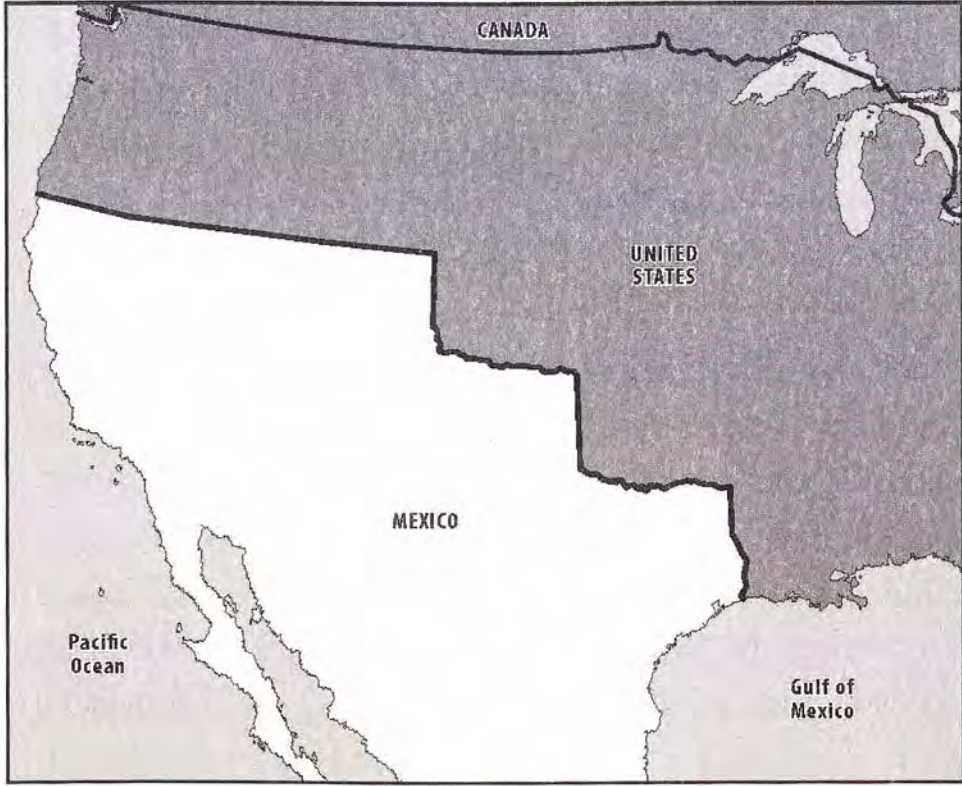 CANADA
UNITED
STATES
MEXICO
Pacific
Ocean
Gulf of
Mexico